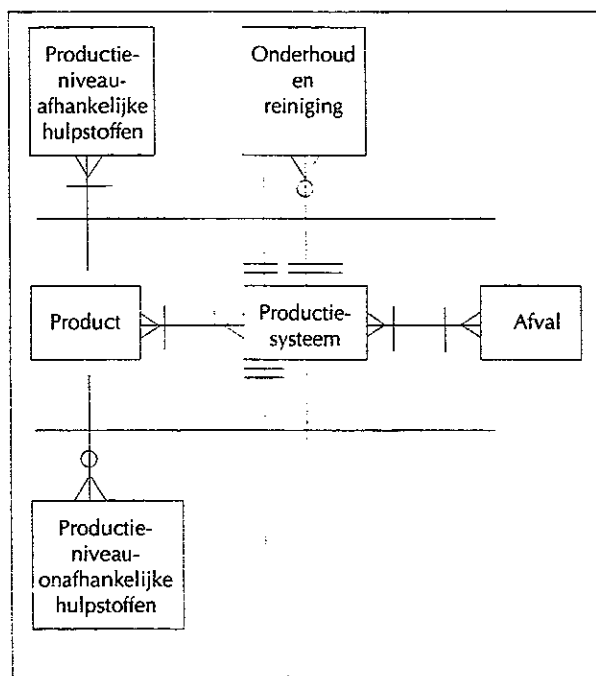 Productie-
niveau-
afhankelijke
hulpstoffen
Onderhoud
en
reiniging
Product
Productie-
systeem
Afval
Productie-
niveau-
onafhankelijke
hulpstoffen